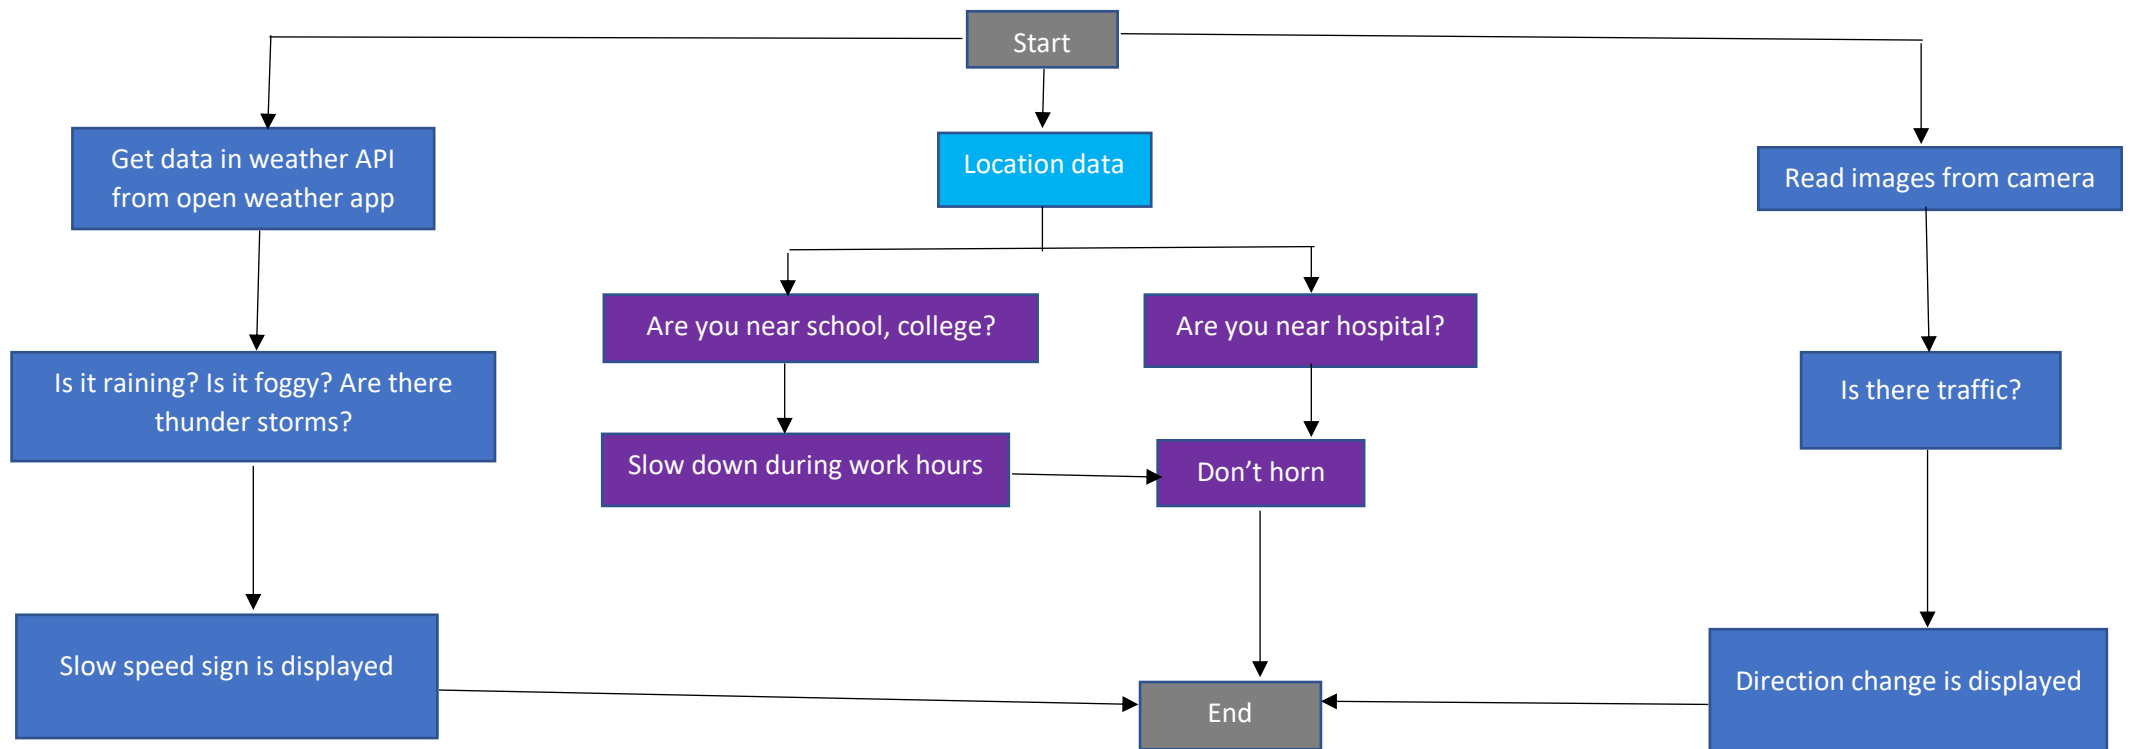 Start
Get data in weather API
from open weather app
Location data
Read images from camera
Are you near school, college?
Are you near hospital?
Is it raining? Is it foggy? Are there
thunder storms?
Is there traffic?
Slow down during work hours
Don’t horn
Slow speed sign is displayed
Direction change is displayed
End